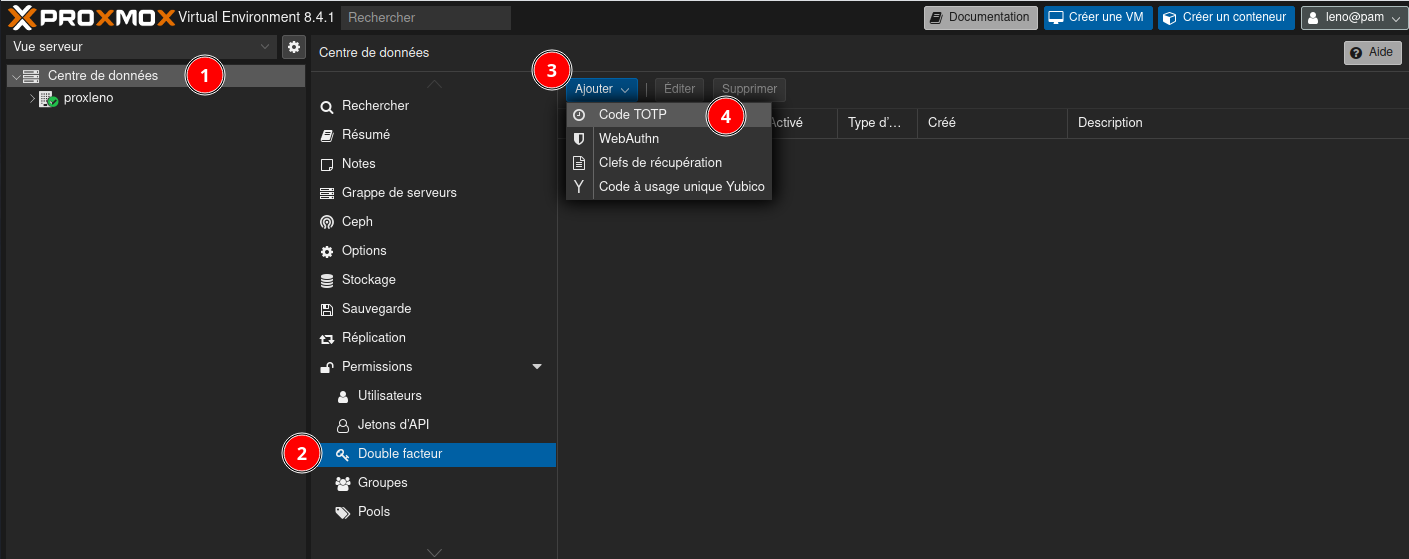 PROXMOX Virtual Environment 8.4.1 Rechercher Documentation Créer une VM Créer un conteneur leno@pam
Vue serveur
Centre de données Aide
Centre de données 1
proxleno
3
Ajouter Éditer Supprimer
Rechercher
Résumé
Notes
Grappe de serveurs
Ceph
Options
Stockage
Sauvegarde
Réplication
Permissions
Utilisateurs
Jetons d'API
2 Double facteur
Groupes
Pools
Code TOTP 4
WebAuthn
Clefs de récupération
Code à usage unique Yubico
Activé Type d'... Créé Description